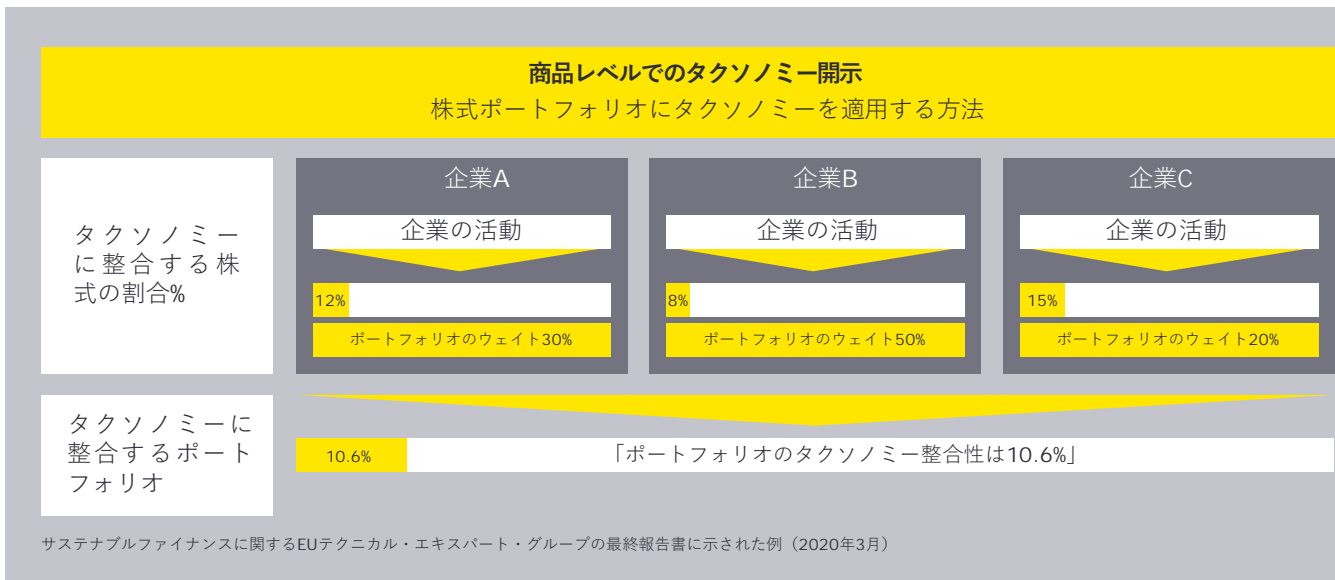 商品レベルでのタクソノミー開示
株式ポートフォリオにタクソノミーを適用する方法
タクソノミー
に整合する株
式の割合%
企業A
企業の活動
12%
ポートフォリオのウェイト30%
企業B
企業の活動
8%
ポートフォリオのウェイト50%
企業C
企業の活動
15%
ポートフォリオのウェイト20%
タクソノミーに
整合するポート
フォリオ
10.6%
「ポートフォリオのタクソノミー整合性は10.6%」
サステナブルファイナンスに関するEUテクニカル・エキスパート・グループの最終報告書に示された例（2020年3月）